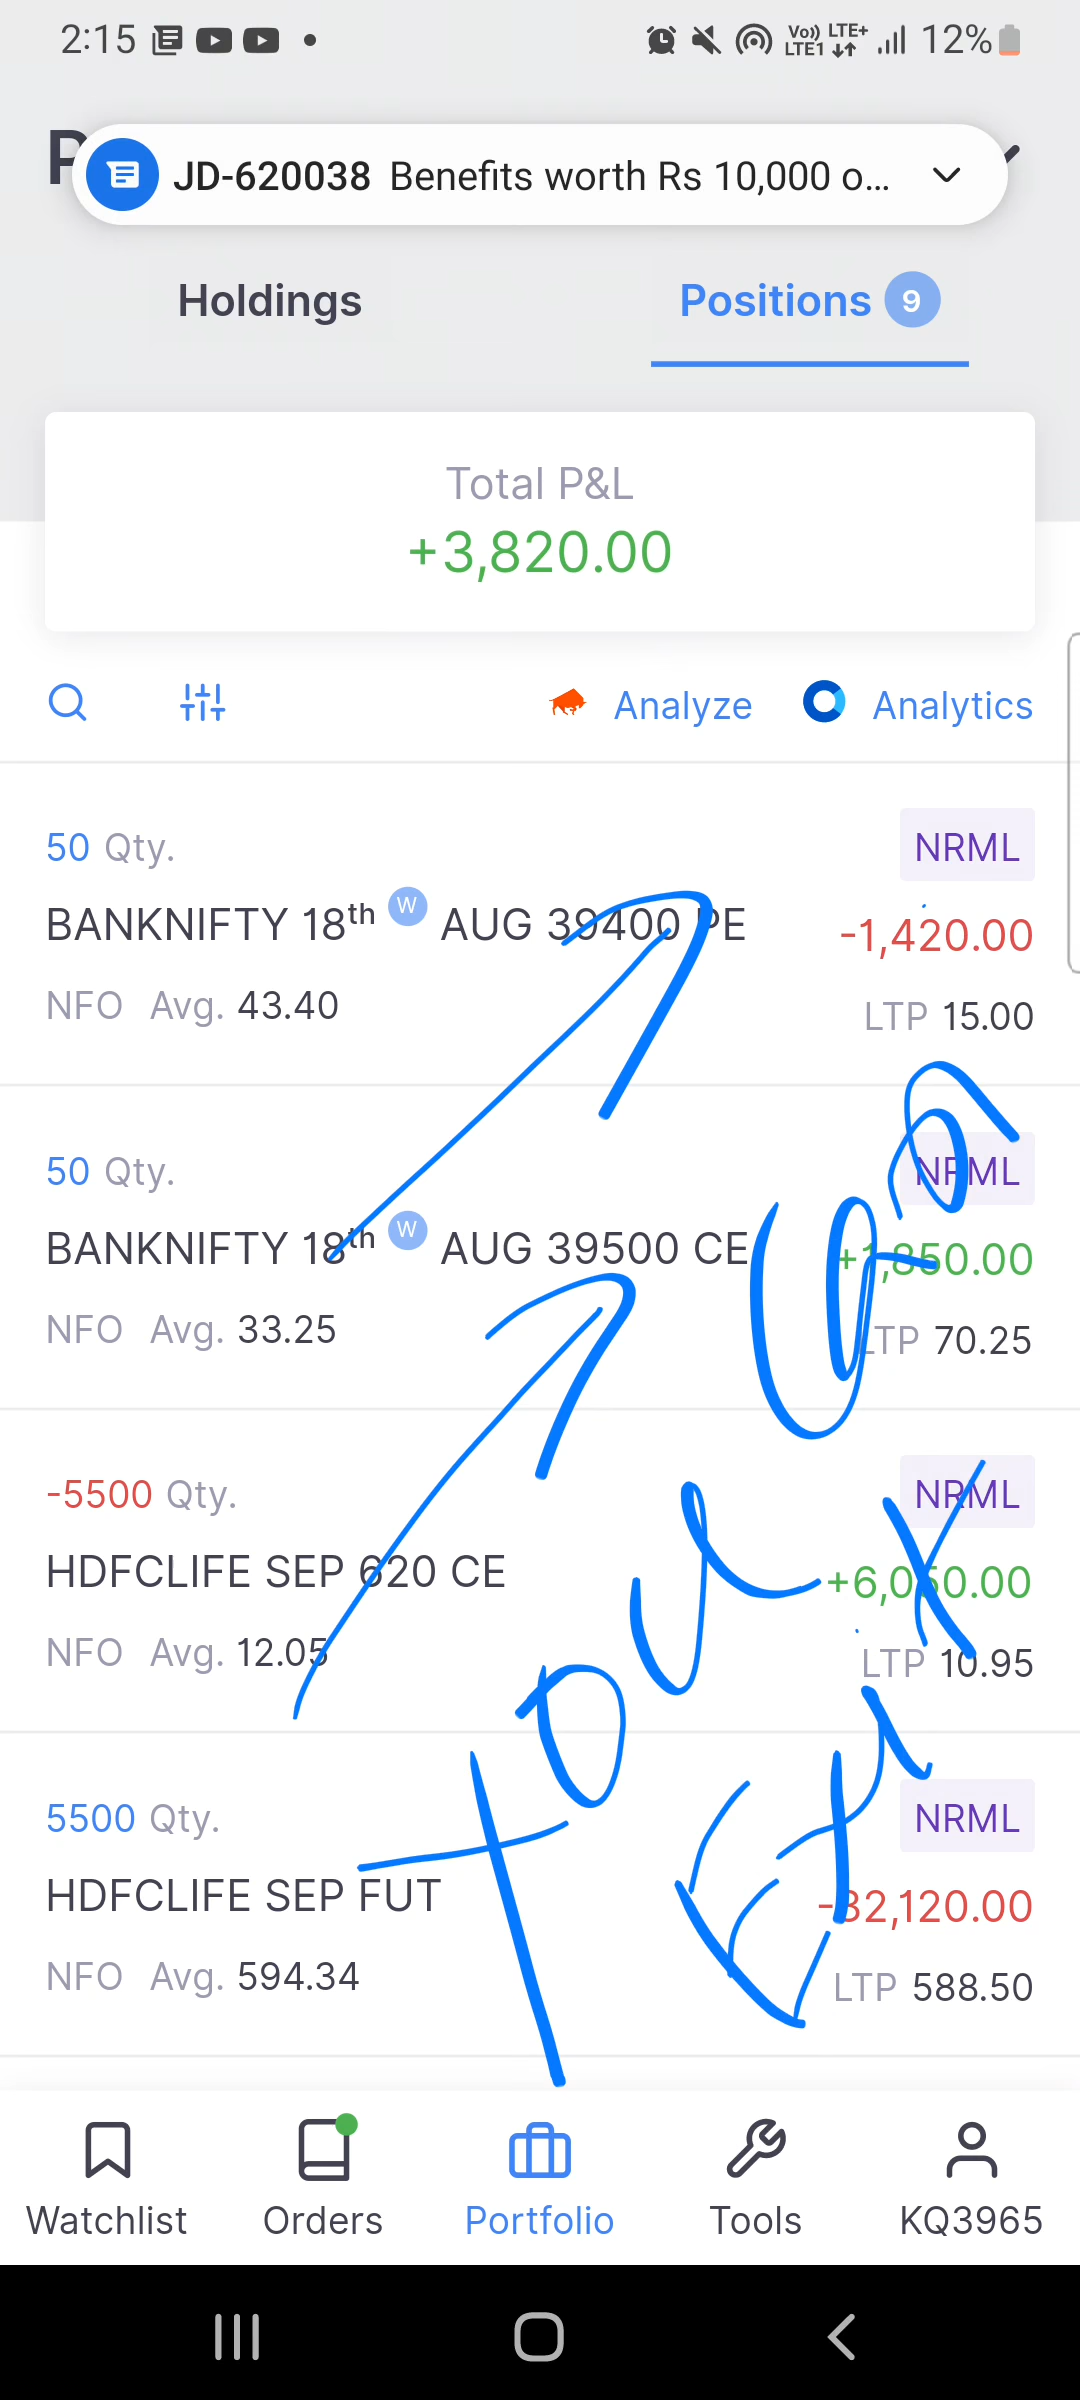 2:15 Vo)) LTE1 LTE+ 12%
JD-620038 Benefits worth Rs 10,000 o...
Holdings Positions 9
Total P&L
+3,820.00
Analyze Analytics
50 Qty. NRML
BANKNIFTY 18th W AUG 39400 PE -1,420.00
NFO Avg. 43.40 LTP 15.00
50 Qty. NRML
BANKNIFTY 18th W AUG 39500 CE +1,850.00
NFO Avg. 33.25 LTP 70.25
-5500 Qty. NRML
HDFCLIFE SEP 620 CE +6,050.00
NFO Avg. 12.05 LTP 10.95
5500 Qty. NRML
HDFCLIFE SEP FUT -32,120.00
NFO Avg. 594.34 LTP 588.50
Watchlist Orders Portfolio Tools KQ3965